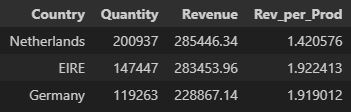 Country Quantity Revenue Rev_per_Prod
Netherlands 200937 285446.34 1.420576
EIRE 147447 283453.96 1.922413
Germany 119263 228867.14 1.919012